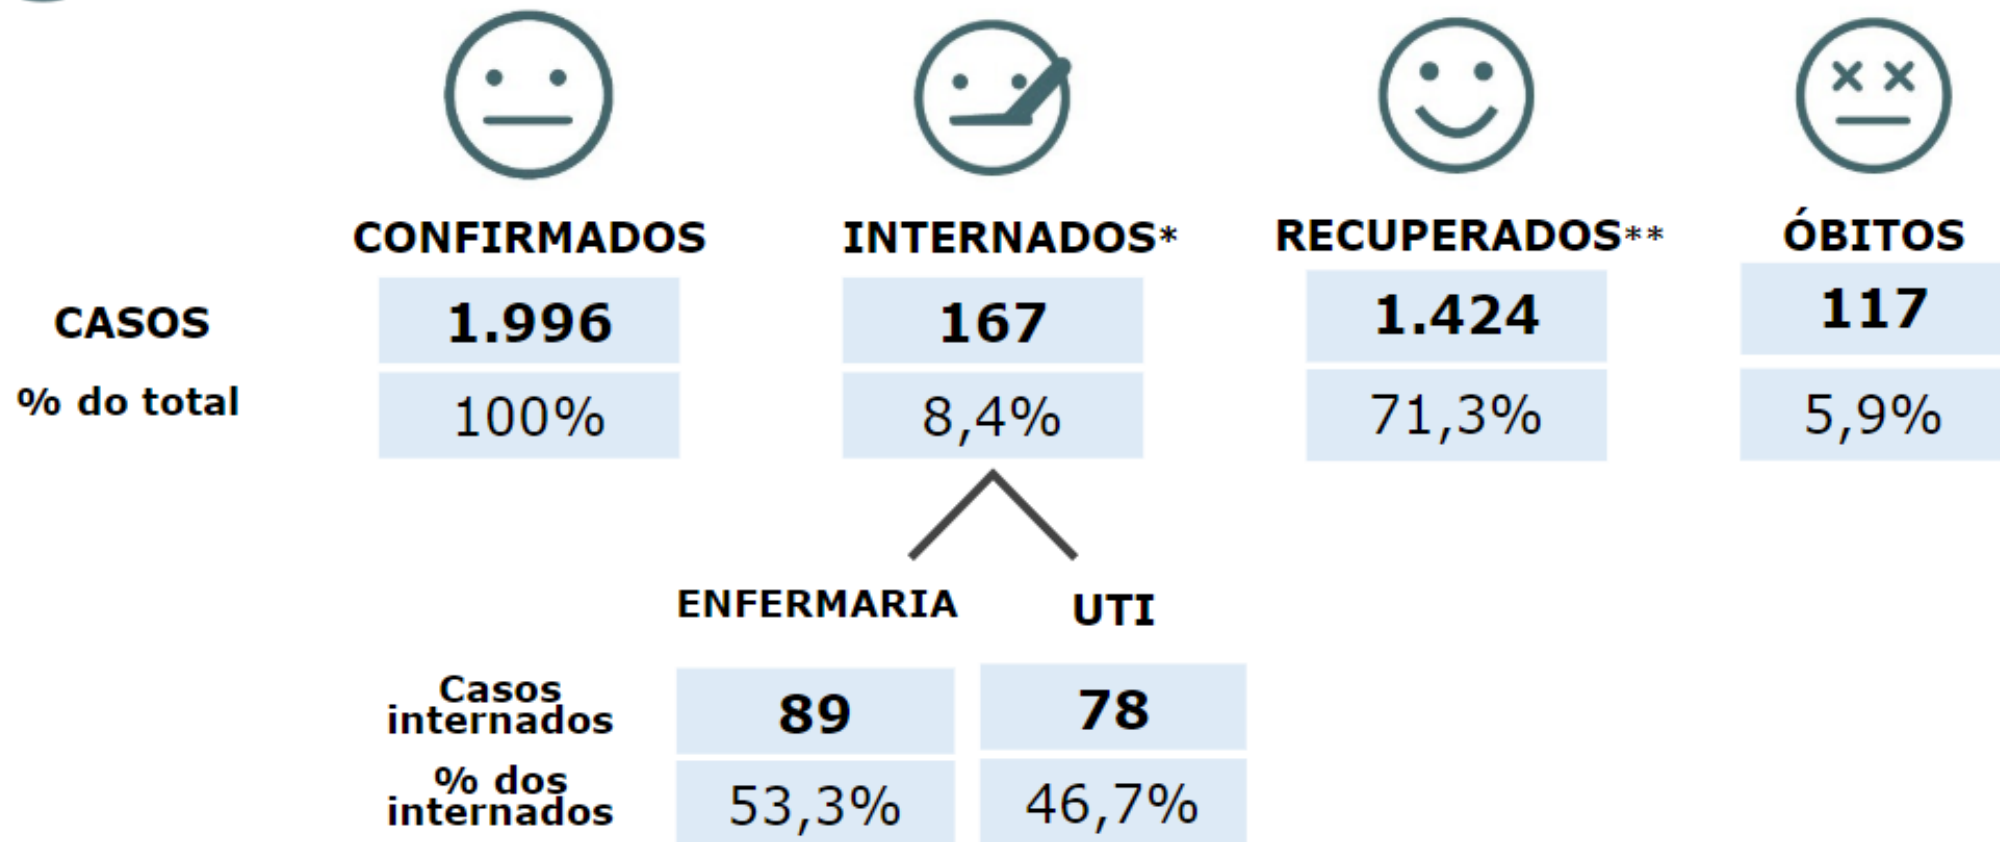 CONFIRMADOS INTERNADOS* RECUPERADOS** ÓBITOS
CASOS 1.996 167 1.424 117
% do total 100% 8,4% 71,3% 5,9%
ENFERMARIA UTI
Casos
internados 89 78
% dos
internados 53,3% 46,7%